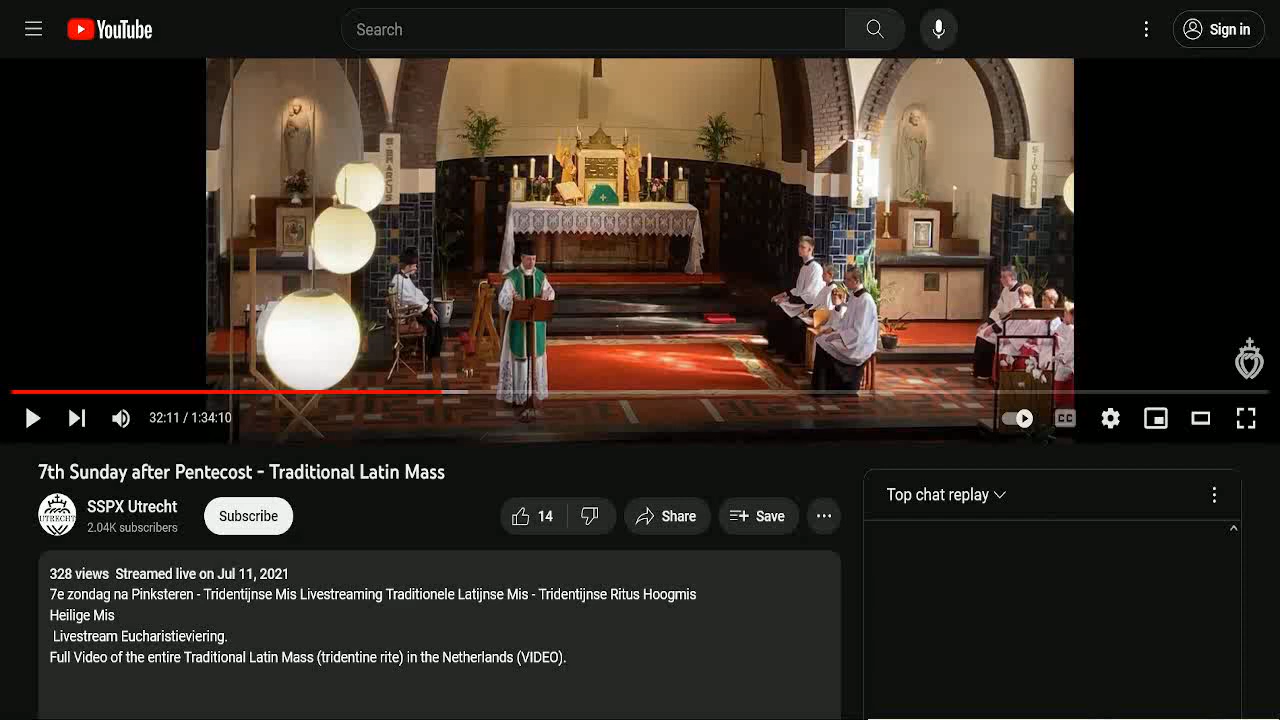 YouTube
Search
Sign in
32:11 / 1:34:10
CC
7th Sunday after Pentecost - Traditional Latin Mass
UTRECHT
SSPX Utrecht
2.04K subscribers
Subscribe
14
Share
Save
Top chat replay
328 views Streamed live on Jul 11, 2021
7e zondag na Pinksteren - Tridentijnse Mis Livestreaming Traditionele Latijnse Mis - Tridentijnse Ritus Hoogmis
Heilige Mis
Livestream Eucharistieviering.
Full Video of the entire Traditional Latin Mass (tridentine rite) in the Netherlands (VIDEO).